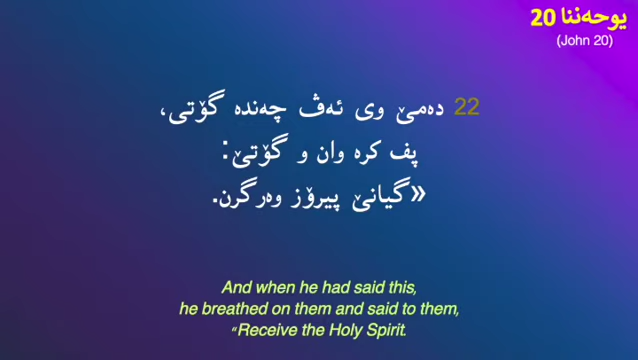 یوحەننا 20
(John 20)
22 دەمێ وی ئەڤ چەندە گۆتی،
پف کرە وان و گۆتێ:
«گیانێ پیرۆز وەرگرن.
And when he had said this,
he breathed on them and said to them,
“Receive the Holy Spirit.